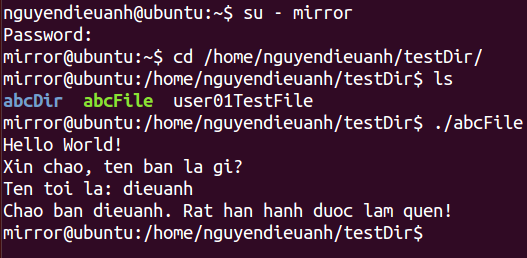 nguyendieuanh@ubuntu:~$ su - mirror
Password:
mirror@ubuntu:~$ cd /home/nguyendieuanh/testDir/
mirror@ubuntu:/home/nguyendieuanh/testDir$ ls
abcDir abcFile user01TestFile
mirror@ubuntu:/home/nguyendieuanh/testDir$ ./abcFile
Hello World!
Xin chao, ten ban la gi?
Ten toi la: dieuanh
Chao ban dieuanh. Rat han hanh duoc lam quen!
mirror@ubuntu:/home/nguyendieuanh/testDir$